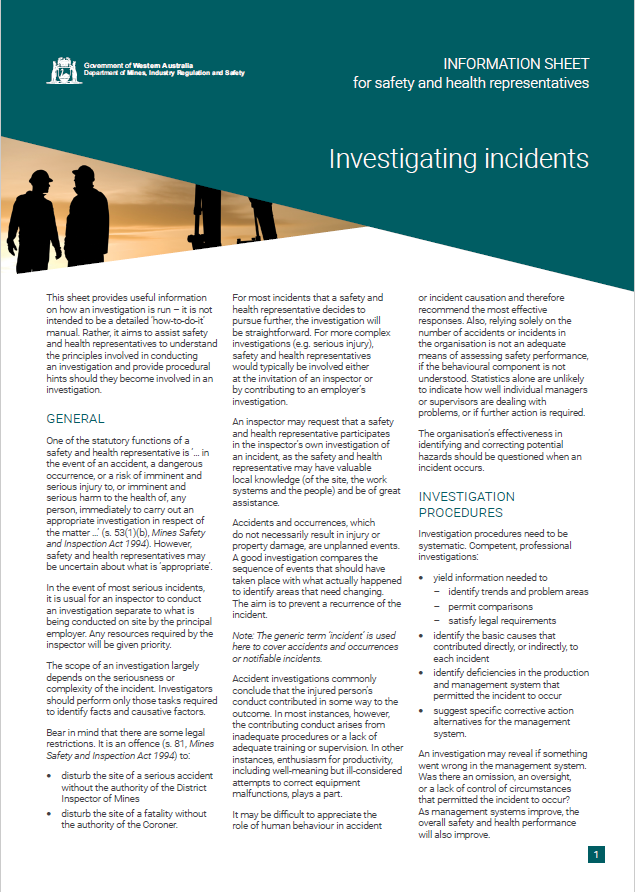 Government of Western Australia
Department of Mines, Industry Regulation and Safety
INFORMATION SHEET
for safety and health representatives
Investigating incidents
This sheet provides useful information
on how an investigation is run – it is not
intended to be a detailed 'how-to-do-it'
manual. Rather, it aims to assist safety
and health representatives to understand
the principles involved in conducting
an investigation and provide procedural
hints should they become involved in an
investigation.
GENERAL
One of the statutory functions of a
safety and health representative is '... in
the event of an accident, a dangerous
occurrence, or a risk of imminent and
serious injury to, or imminent and
serious harm to the health of, any
person, immediately to carry out an
appropriate investigation in respect of
the matter ...' (s. 53(1)(b), Mines Safety
and Inspection Act 1994). However,
safety and health representatives may
be uncertain about what is 'appropriate'.
In the event of most serious incidents,
it is usual for an inspector to conduct
an investigation separate to what is
being conducted on site by the principal
employer. Any resources required by the
inspector will be given priority.
The scope of an investigation largely
depends on the seriousness or
complexity of the incident. Investigators
should perform only those tasks required
to identify facts and causative factors.
Bear in mind that there are some legal
restrictions. It is an offence (s. 81, Mines
Safety and Inspection Act 1994) to:
• disturb the site of a serious accident
without the authority of the District
Inspector of Mines
• disturb the site of a fatality without
the authority of the Coroner.
For most incidents that a safety and
health representative decides to
pursue further, the investigation will
be straightforward. For more complex
investigations (e.g. serious injury),
safety and health representatives
would typically be involved either
at the invitation of an inspector or
by contributing to an employer's
investigation.
An inspector may request that a safety
and health representative participates
in the inspector's own investigation of
an incident, as the safety and health
representative may have valuable
local knowledge (of the site, the work
systems and the people) and be of great
assistance.
Accidents and occurrences, which
do not necessarily result in injury or
property damage, are unplanned events.
A good investigation compares the
sequence of events that should have
taken place with what actually happened
to identify areas that need changing.
The aim is to prevent a recurrence of the
incident.
Note: The generic term 'incident' is used
here to cover accidents and occurrences
or notifiable incidents.
Accident investigations commonly
conclude that the injured person's
conduct contributed in some way to the
outcome. In most instances, however,
the contributing conduct arises from
inadequate procedures or a lack of
adequate training or supervision. In other
instances, enthusiasm for productivity,
including well-meaning but ill-considered
attempts to correct equipment
malfunctions, plays a part.
It may be difficult to appreciate the
role of human behaviour in accident
or incident causation and therefore
recommend the most effective
responses. Also, relying solely on the
number of accidents or incidents in
the organisation is not an adequate
means of assessing safety performance,
if the behavioural component is not
understood. Statistics alone are unlikely
to indicate how well individual managers
or supervisors are dealing with
problems, or if further action is required.
The organisation's effectiveness in
identifying and correcting potential
hazards should be questioned when an
incident occurs.
INVESTIGATION
PROCEDURES
Investigation procedures need to be
systematic. Competent, professional
investigations:
• yield information needed to
– identify trends and problem areas
– permit comparisons
– satisfy legal requirements
• identify the basic causes that
contributed directly, or indirectly, to
each incident
• identify deficiencies in the production
and management system that
permitted the incident to occur
• suggest specific corrective action
alternatives for the management
system.
An investigation may reveal if something
went wrong in the management system.
Was there an omission, an oversight,
or a lack of control of circumstances
that permitted the incident to occur?
As management systems improve, the
overall safety and health performance
will also improve.
1